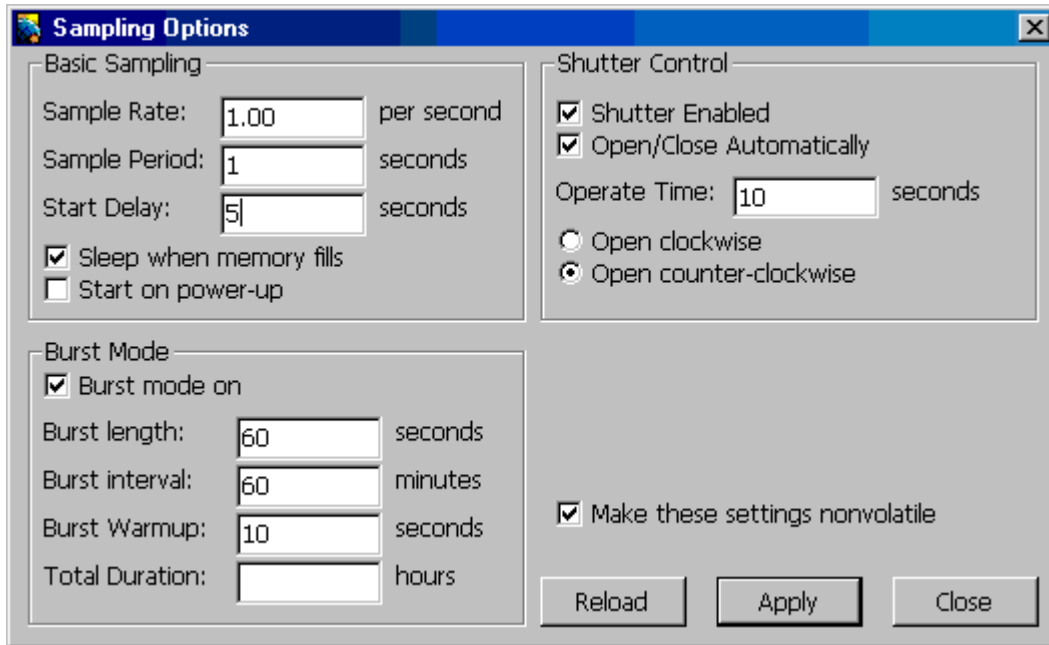 Sampling Options
Basic Sampling
Sample Rate: 1.00 per second
Sample Period: 1 seconds
Start Delay: 5 seconds
Sleep when memory fills
Start on power-up
Shutter Control
Shutter Enabled
Open/Close Automatically
Operate Time: 10 seconds
Open clockwise
Open counter-clockwise
Burst Mode
Burst mode on
Burst length: 60 seconds
Burst interval: 60 minutes
Burst Warmup: 10 seconds
Total Duration: hours
Make these settings nonvolatile
Reload Apply Close